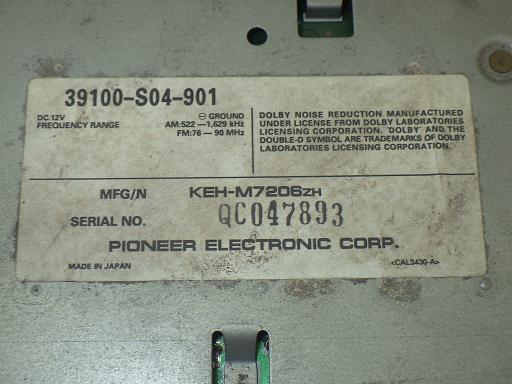 39100-S04-901
DC.12V ⊖ GROUND
FREQUENCY RANGE AM:522—1,629 kHz
FM:76—90 MHz
DOLBY NOISE REDUCTION MANUFACTURED
UNDER LICENSE FROM DOLBY LABORATORIES
LICENSING CORPORATION. 'DOLBY' AND THE
DOUBLE-D SYMBOL ARE TRADEMARKS OF DOLBY
LABORATORIES LICENSING CORPORATION.
MFG/N KEH-M7206ZH
SERIAL NO. QC047893
PIONEER ELECTRONIC CORP.
MADE IN JAPAN <CAL3430-A>